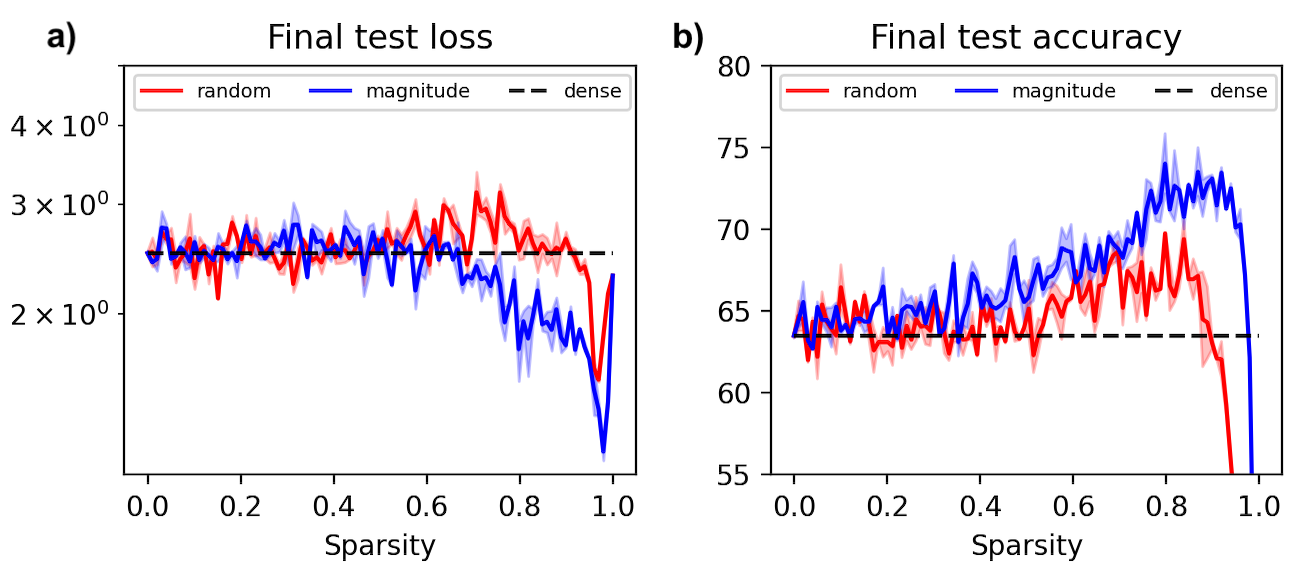 a)
Final test loss
random magnitude dense
4 × 10⁰
3 × 10⁰
2 × 10⁰
0.0 0.2 0.4 0.6 0.8 1.0
Sparsity
b)
Final test accuracy
random magnitude dense
80
75
70
65
60
55
0.0 0.2 0.4 0.6 0.8 1.0
Sparsity